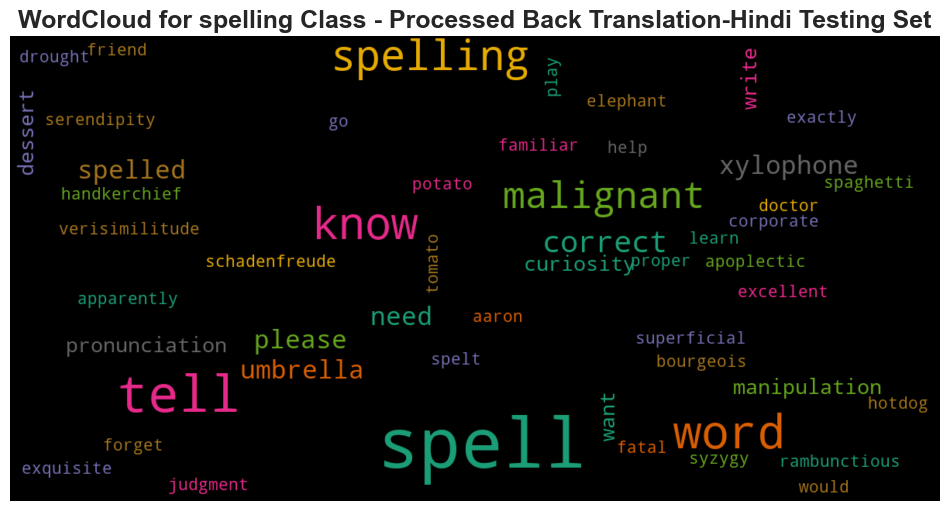 WordCloud for spelling Class - Processed Back Translation-Hindi Testing Set
spelling
friend
drought
play
write
elephant
dessert
serendipity
go
exactly
familiar
help
spelled
xylophone
potato
spaghetti
handkerchief
malignant
doctor
know
corporate
verisimilitude
correct
learn
tomato
schadenfreude
curiosity
proper
apoplectic
apparently
excellent
need
aaron
please
superficial
pronunciation
spelt
bourgeois
umbrella
manipulation
tell
want
hotdog
spell
word
forget
fatal
syzygy
rambunctious
exquisite
judgment
would